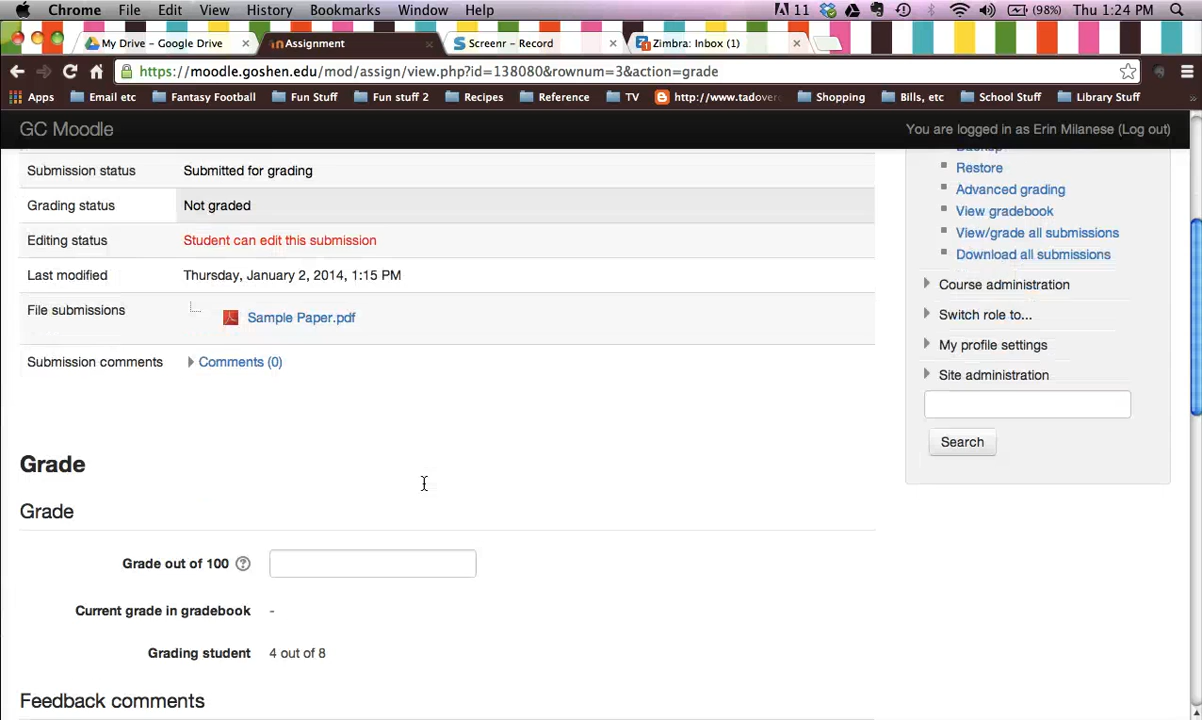 Chrome File Edit View History Bookmarks Window Help 11 (98%) Thu 1:24 PM
My Drive – Google Drive × Assignment × Screenr - Record × Zimbra: Inbox (1) ×
https://moodle.goshen.edu/mod/assign/view.php?id=138080&rownum=3&action=grade
Apps Email etc Fantasy Football Fun Stuff Fun stuff 2 Recipes Reference TV http://www.tadover Shopping Bills, etc School Stuff Library Stuff »
GC Moodle You are logged in as Erin Milanese (Log out)
Backup
Submission status Submitted for grading
Restore
Advanced grading
Grading status Not graded
View gradebook
View/grade all submissions
Editing status Student can edit this submission
Download all submissions
Last modified Thursday, January 2, 2014, 1:15 PM
Course administration
File submissions
Sample Paper.pdf
Switch role to...
My profile settings
Submission comments Comments (0)
Site administration
Search
Grade
Grade
Grade out of 100 ?
Current grade in gradebook -
Grading student 4 out of 8
Feedback comments